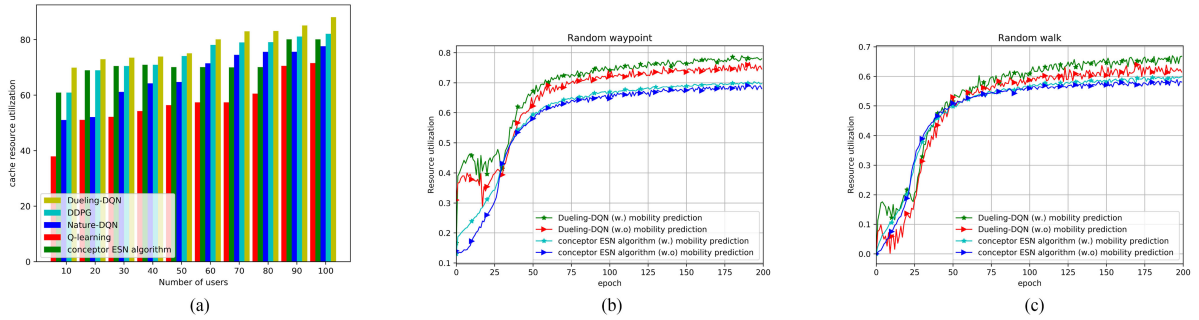 cache resource utilization
80
60
40
20
0
Dueling-DQN
DDPG
Nature-DQN
Q-learning
conceptor ESN algorithm
10 20 30 40 50 60 70 80 90 100
Number of users
(a)
Random waypoint
Resource utilization
0.8
0.7
0.6
0.5
0.4
0.3
0.2
0.1
Dueling-DQN (w.) mobility prediction
Dueling-DQN (w.o) mobility prediction
conceptor ESN algorithm (w.) mobility prediction
conceptor ESN algorithm (w.o) mobility prediction
0 25 50 75 100 125 150 175 200
epoch
(b)
Random walk
Resource utilization
0.7
0.6
0.5
0.4
0.3
0.2
0.1
0.0
Dueling-DQN (w.) mobility prediction
Dueling-DQN (w.o) mobility prediction
conceptor ESN algorithm (w.) mobility prediction
conceptor ESN algorithm (w.o) mobility prediction
0 25 50 75 100 125 150 175 200
epoch
(c)